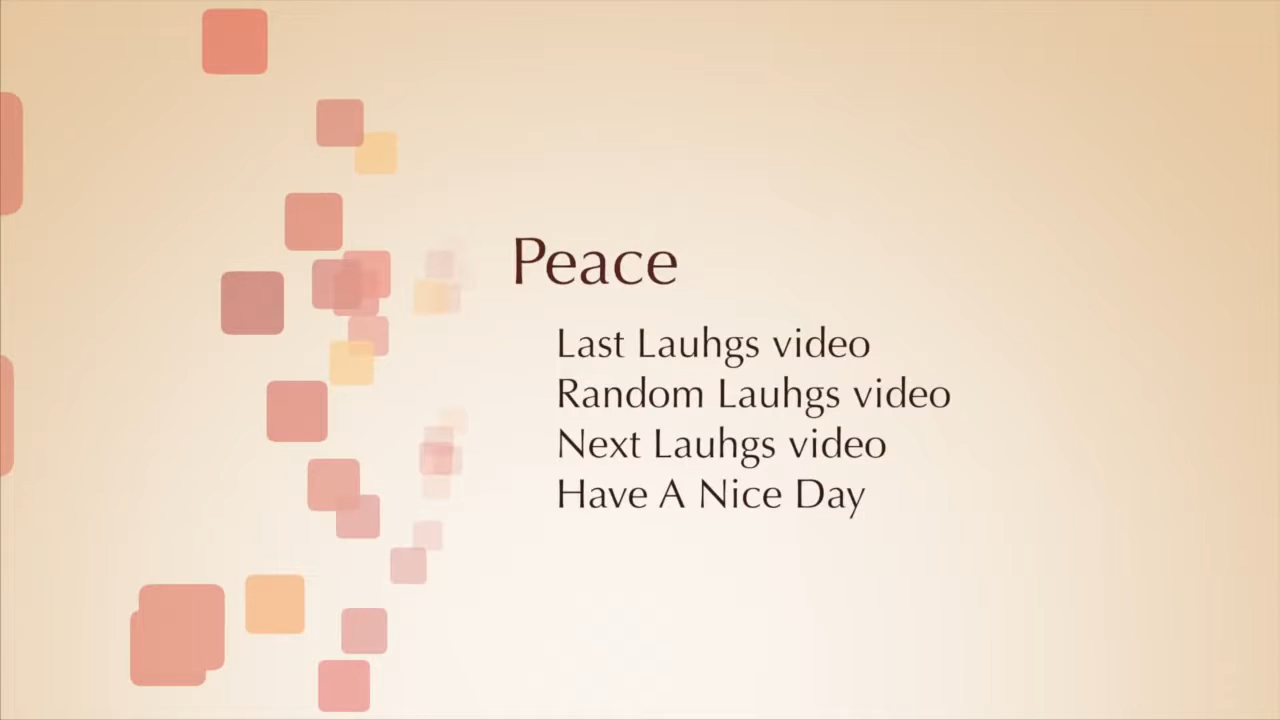 Peace
Last Lauhgs video
Random Lauhgs video
Next Lauhgs video
Have A Nice Day